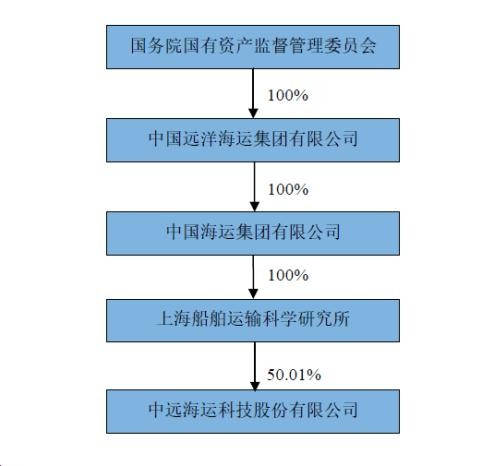 国务院国有资产监督管理委员会
100%
中国远洋海运集团有限公司
100%
中国海运集团有限公司
100%
上海船舶运输科学研究所
50.01%
中远海运科技股份有限公司